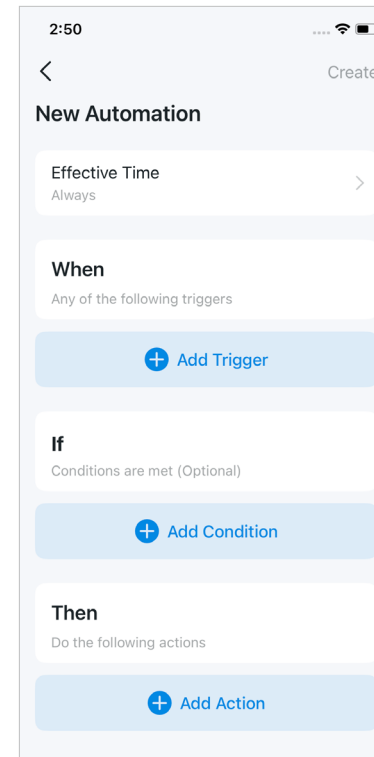 2:50
Create
New Automation
Effective Time
Always
When
Any of the following triggers
Add Trigger
If
Conditions are met (Optional)
Add Condition
Then
Do the following actions
Add Action